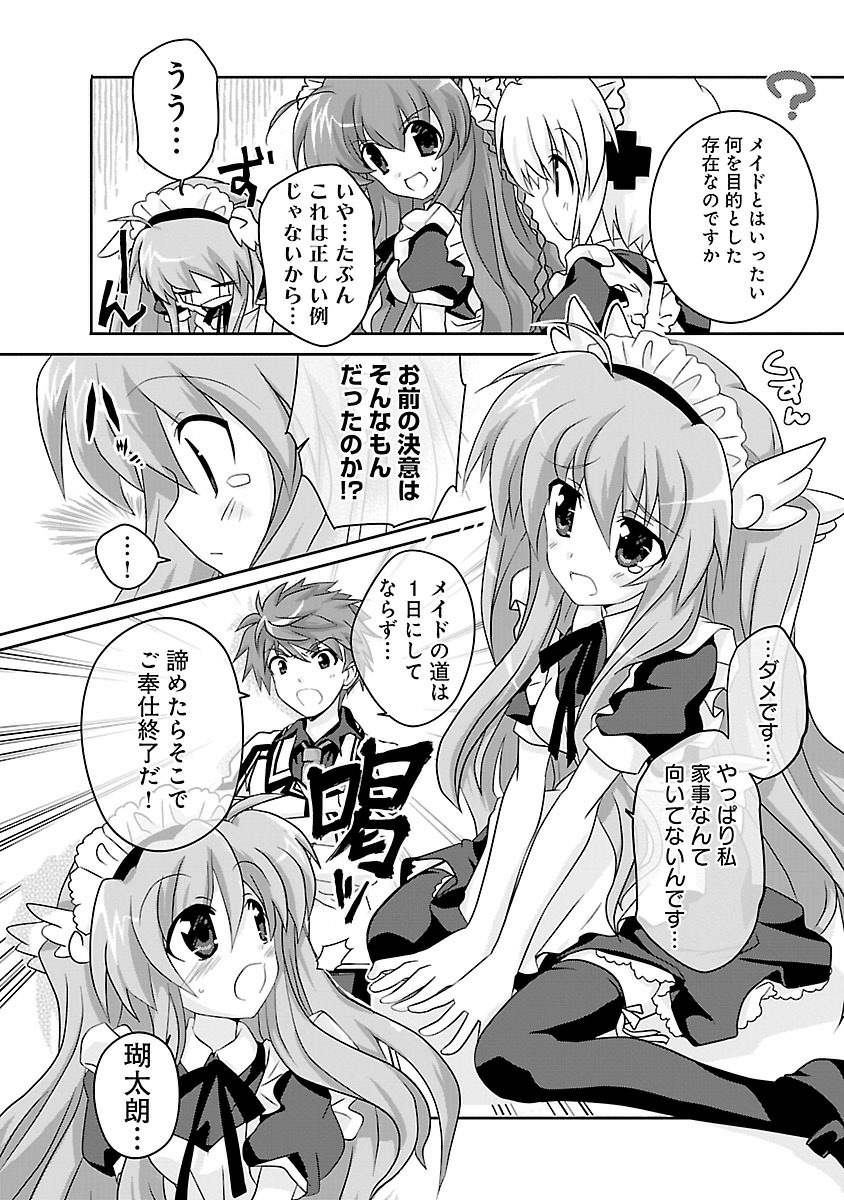 ？
メイドとはいったい
何を目的とした
存在なのですか
いや…たぶん
これは正しい例
じゃないから…
うぅ…
ずーん
ぐすん
…ダメです…
やっぱり私
家事なんて
向いてないんです…
お前の決意は
そんなもん
だったのか!?
ハッ
…！
メイドの道は
1日にして
ならず…
喝ッ
諦めたらそこで
ご奉仕終了だ！
瑚太朗…